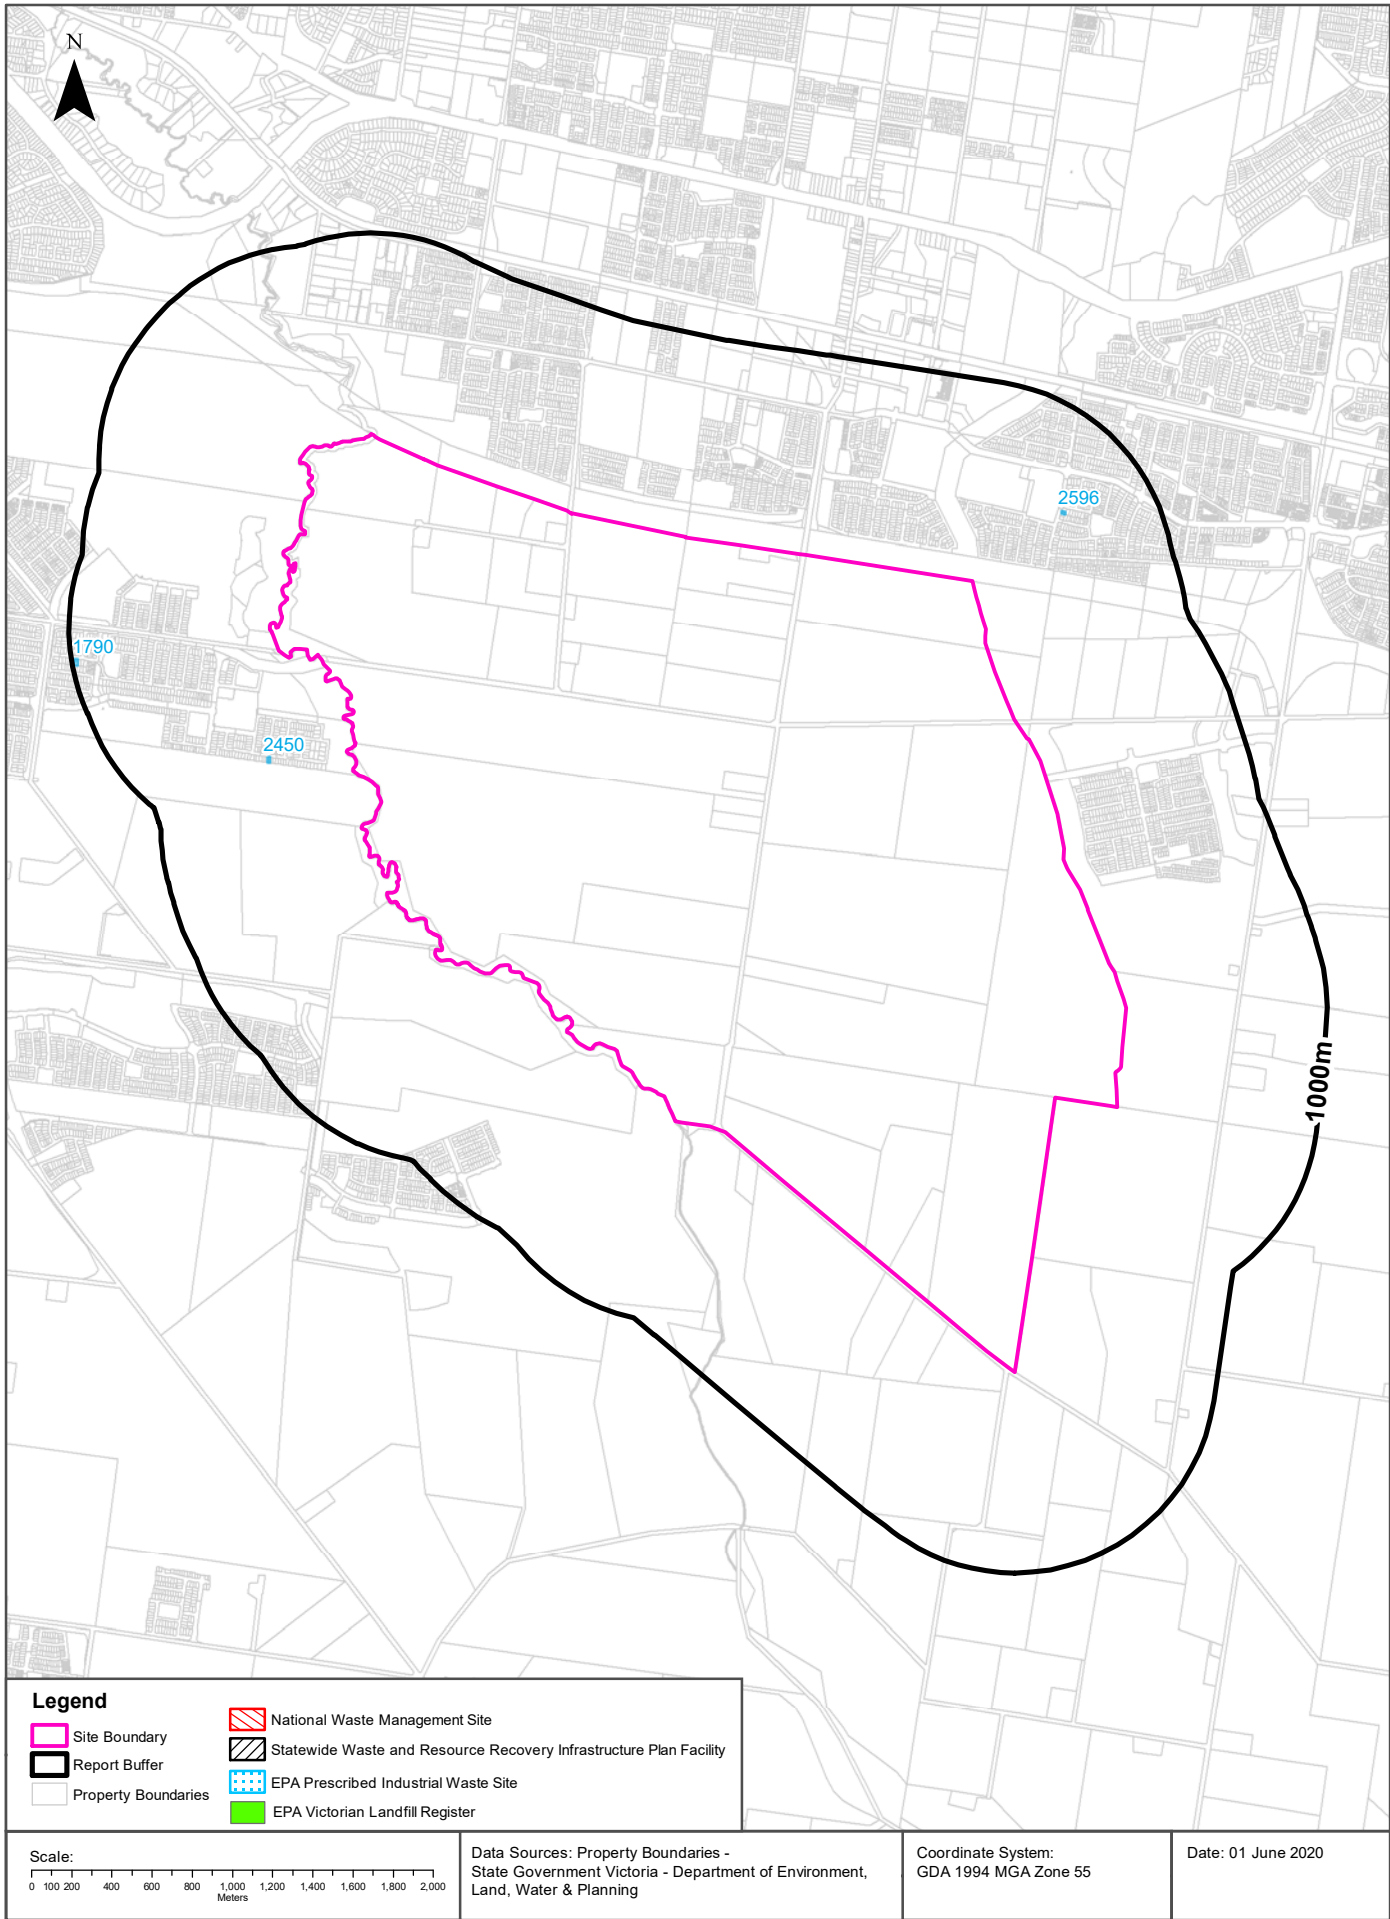 N
2596
1790
2450
1000m
Legend
Site Boundary
Report Buffer
Property Boundaries
National Waste Management Site
Statewide Waste and Resource Recovery Infrastructure Plan Facility
EPA Prescribed Industrial Waste Site
EPA Victorian Landfill Register
Scale:
0 100 200 400 600 800 1,000 1,200 1,400 1,600 1,800 2,000
Meters
Data Sources: Property Boundaries -
State Government Victoria - Department of Environment,
Land, Water & Planning
Coordinate System:
GDA 1994 MGA Zone 55
Date: 01 June 2020